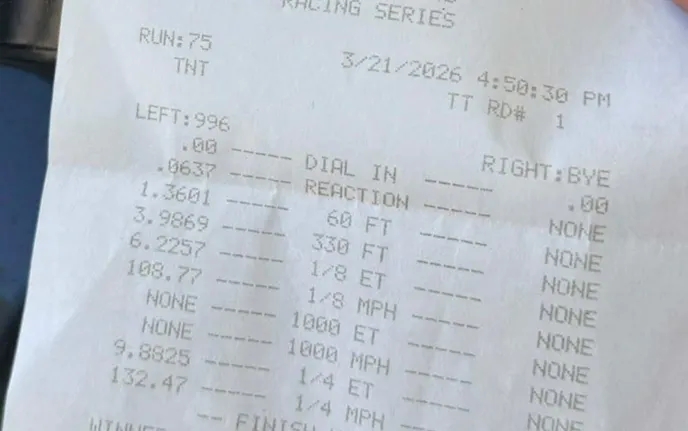 RACING SERIES
RUN:75 3/21/2026 4:50:30 PM
TNT TT RD# 1
LEFT:996 RIGHT:BYE
.00 ----- DIAL IN ----- .00
.0637 ----- REACTION ----- NONE
1.3601 ----- 60 FT ----- NONE
3.9869 ----- 330 FT ----- NONE
6.2257 ----- 1/8 ET ----- NONE
108.77 ----- 1/8 MPH ----- NONE
NONE ----- 1000 ET ----- NONE
NONE ----- 1000 MPH ----- NONE
9.8825 ----- 1/4 ET ----- NONE
132.47 ----- 1/4 MPH ----- NONE
-- FINISH